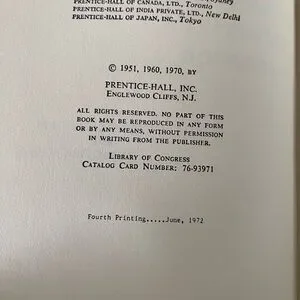 PRENTICE-HALL OF CANADA, LTD., Toronto
PRENTICE-HALL OF INDIA PRIVATE, LTD., New Delhi
PRENTICE-HALL OF JAPAN, INC., Tokyo
© 1951, 1960, 1970, BY
PRENTICE-HALL, INC.
ENGLEWOOD CLIFFS, N.J.
ALL RIGHTS RESERVED. NO PART OF THIS
BOOK MAY BE REPRODUCED IN ANY FORM
OR BY ANY MEANS, WITHOUT PERMISSION
IN WRITING FROM THE PUBLISHER.
LIBRARY OF CONGRESS
CATALOG CARD NUMBER: 76-93971
Fourth Printing.....June, 1972